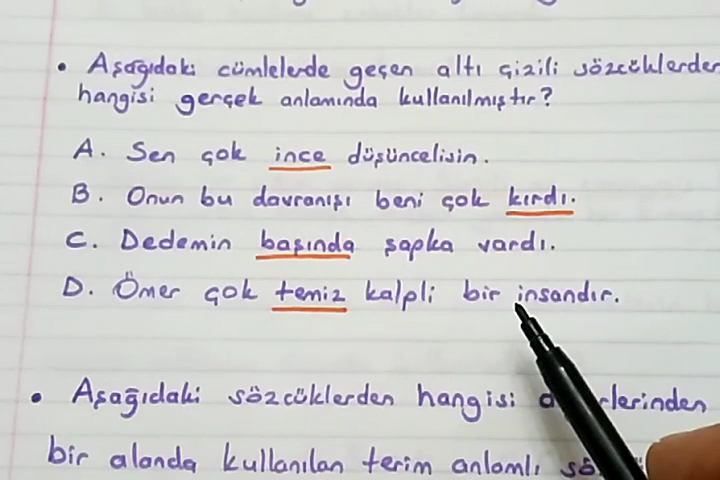 • Aşağıdaki cümlelerde geçen altı çizili sözcüklerden
hangisi gerçek anlamında kullanılmıştır?
A. Sen çok ince düşüncelisin.
B. Onun bu davranışı beni çok kırdı.
C. Dedemin başında şapka vardı.
D. Ömer çok temiz kalpli bir insandır.
• Aşağıdaki sözcüklerden hangisi
bir alanda kullanılan terim anlamlı